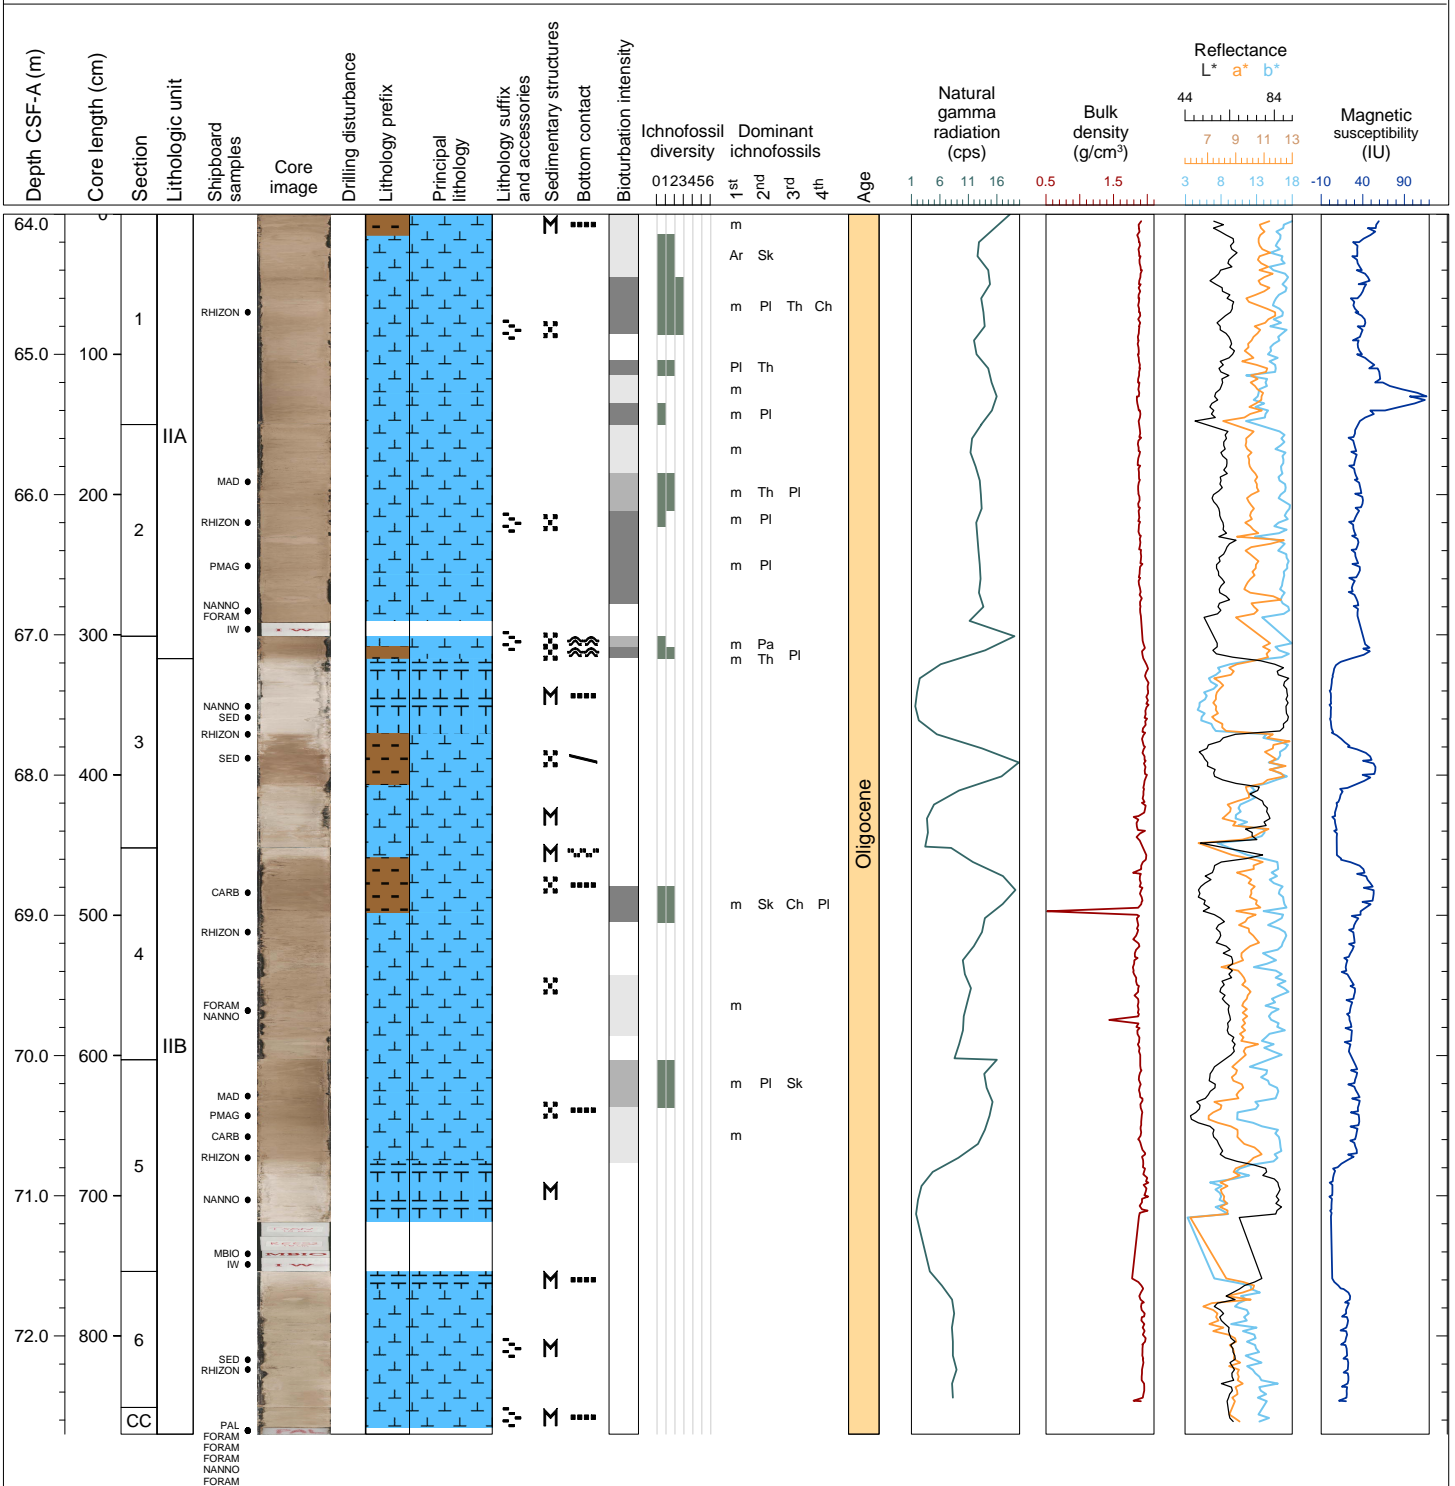 Depth CSF-A (m)
Core length (cm)
Section
Lithologic unit
Shipboard
samples
Core
image
Drilling disturbance
Lithology prefix
Principal
lithology
Lithology suffix
and accessories
Sedimentary structures
Bottom contact
Bioturbation intensity
Ichnofossil
diversity
0123456
Dominant
ichnofossils
1st 2nd 3rd 4th
Age
Natural
gamma
radiation
(cps)
1 6 11 16
Bulk
density
(g/cm³)
0.5 1.5
Reflectance
L* a* b*
44 84
7 9 11 13
3 8 13 18
Magnetic
susceptibility
(IU)
-10 40 90
64.0 0
65.0 100
66.0 200
67.0 300
68.0 400
69.0 500
70.0 600
71.0 700
72.0 800
1
2
3
4
5
6
CC
IIA
IIB
RHIZON
MAD
RHIZON
PMAG
NANNO
FORAM
IW
NANNO
SED
RHIZON
SED
CARB
RHIZON
FORAM
NANNO
MAD
PMAG
CARB
RHIZON
NANNO
MBIO
IW
SED
RHIZON
PAL
FORAM
FORAM
FORAM
NANNO
FORAM
I W
MBIO
I W
PAL
m
Ar Sk
m Pl Th Ch
Pl Th
m
m Pl
m
m Th Pl
m Pl
m Pl
m Pa
m Th Pl
m Sk Ch Pl
m
m Pl Sk
m
Oligocene